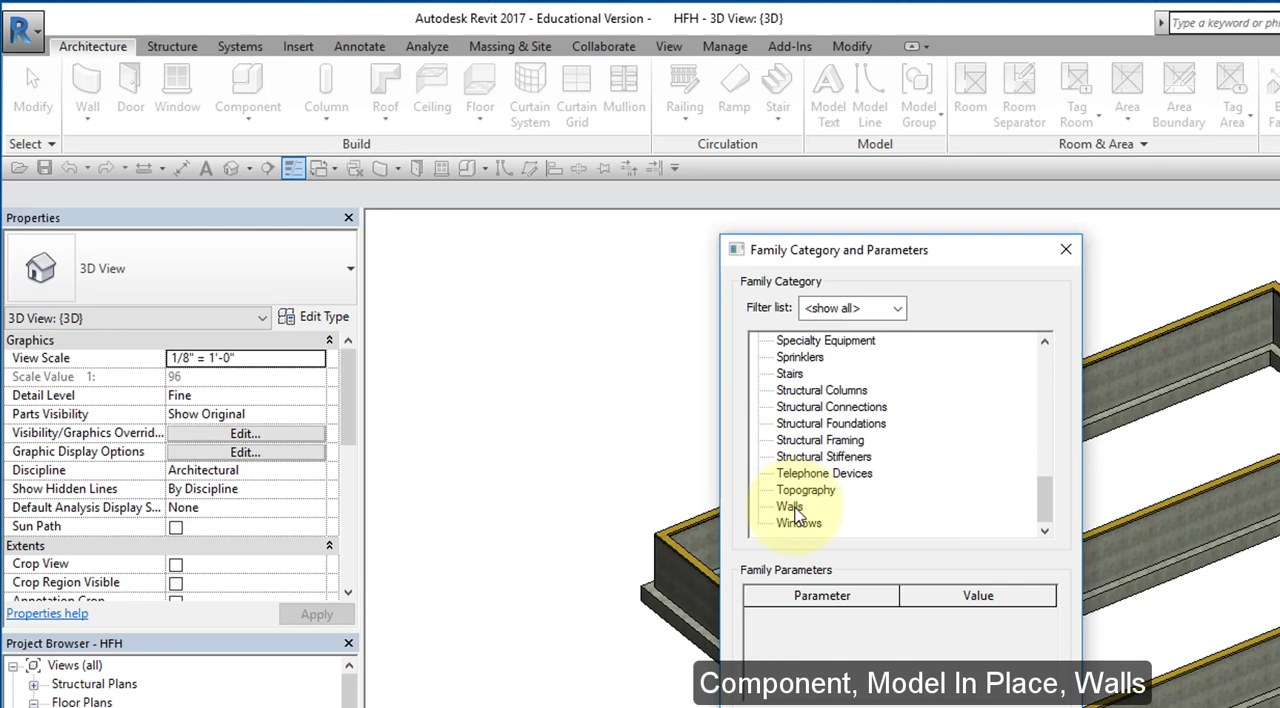 Autodesk Revit 2017 - Educational Version - HFH - 3D View: {3D}
Type a keyword or phr
R
Architecture Structure Systems Insert Annotate Analyze Massing & Site Collaborate View Manage Add-Ins Modify
Modify Wall Door Window Component Column Roof Ceiling Floor Curtain System Curtain Grid Mullion Railing Ramp Stair Model Text Model Line Model Group Room Room Separator Tag Room Area Area Boundary Tag Area
Select Build Circulation Model Room & Area
Properties
3D View
3D View: {3D} Edit Type
Graphics
View Scale 1/8" = 1'-0"
Scale Value 1: 96
Detail Level Fine
Parts Visibility Show Original
Visibility/Graphics Overrid... Edit...
Graphic Display Options Edit...
Discipline Architectural
Show Hidden Lines By Discipline
Default Analysis Display S... None
Sun Path
Extents
Crop View
Crop Region Visible
Annotation Crop
Properties help Apply
Project Browser - HFH
Views (all)
Structural Plans
Floor Plans
Family Category and Parameters
Family Category
Filter list: <show all>
Specialty Equipment
Sprinklers
Stairs
Structural Columns
Structural Connections
Structural Foundations
Structural Framing
Structural Stiffeners
Telephone Devices
Topography
Walls
Windows
Family Parameters
Parameter Value
Component, Model In Place, Walls